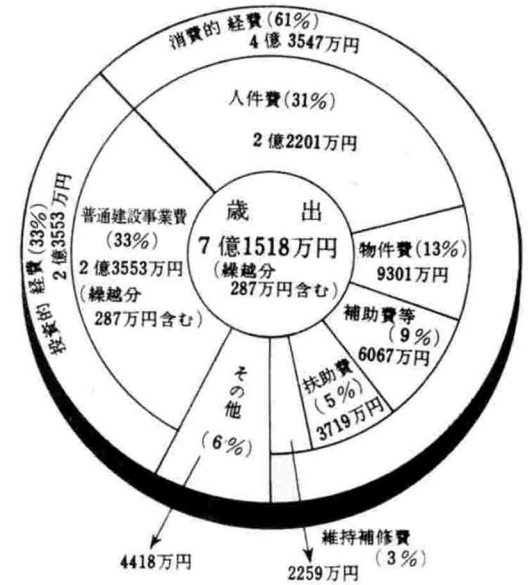 消費的経費(61%)
4億3547万円
人件費(31%)
2億2201万円
投資的経費(33%)
2億3553万円
普通建設事業費
(33%)
2億3553万円
(繰越分
287万円含む)
歳出
7億1518万円
(繰越分
287万円含む)
物件費(13%)
9301万円
補助費等
(9%)
6067万円
扶助費
(5%)
3719万円
その他
(6%)
4418万円
維持補修費
(3%)
2259万円